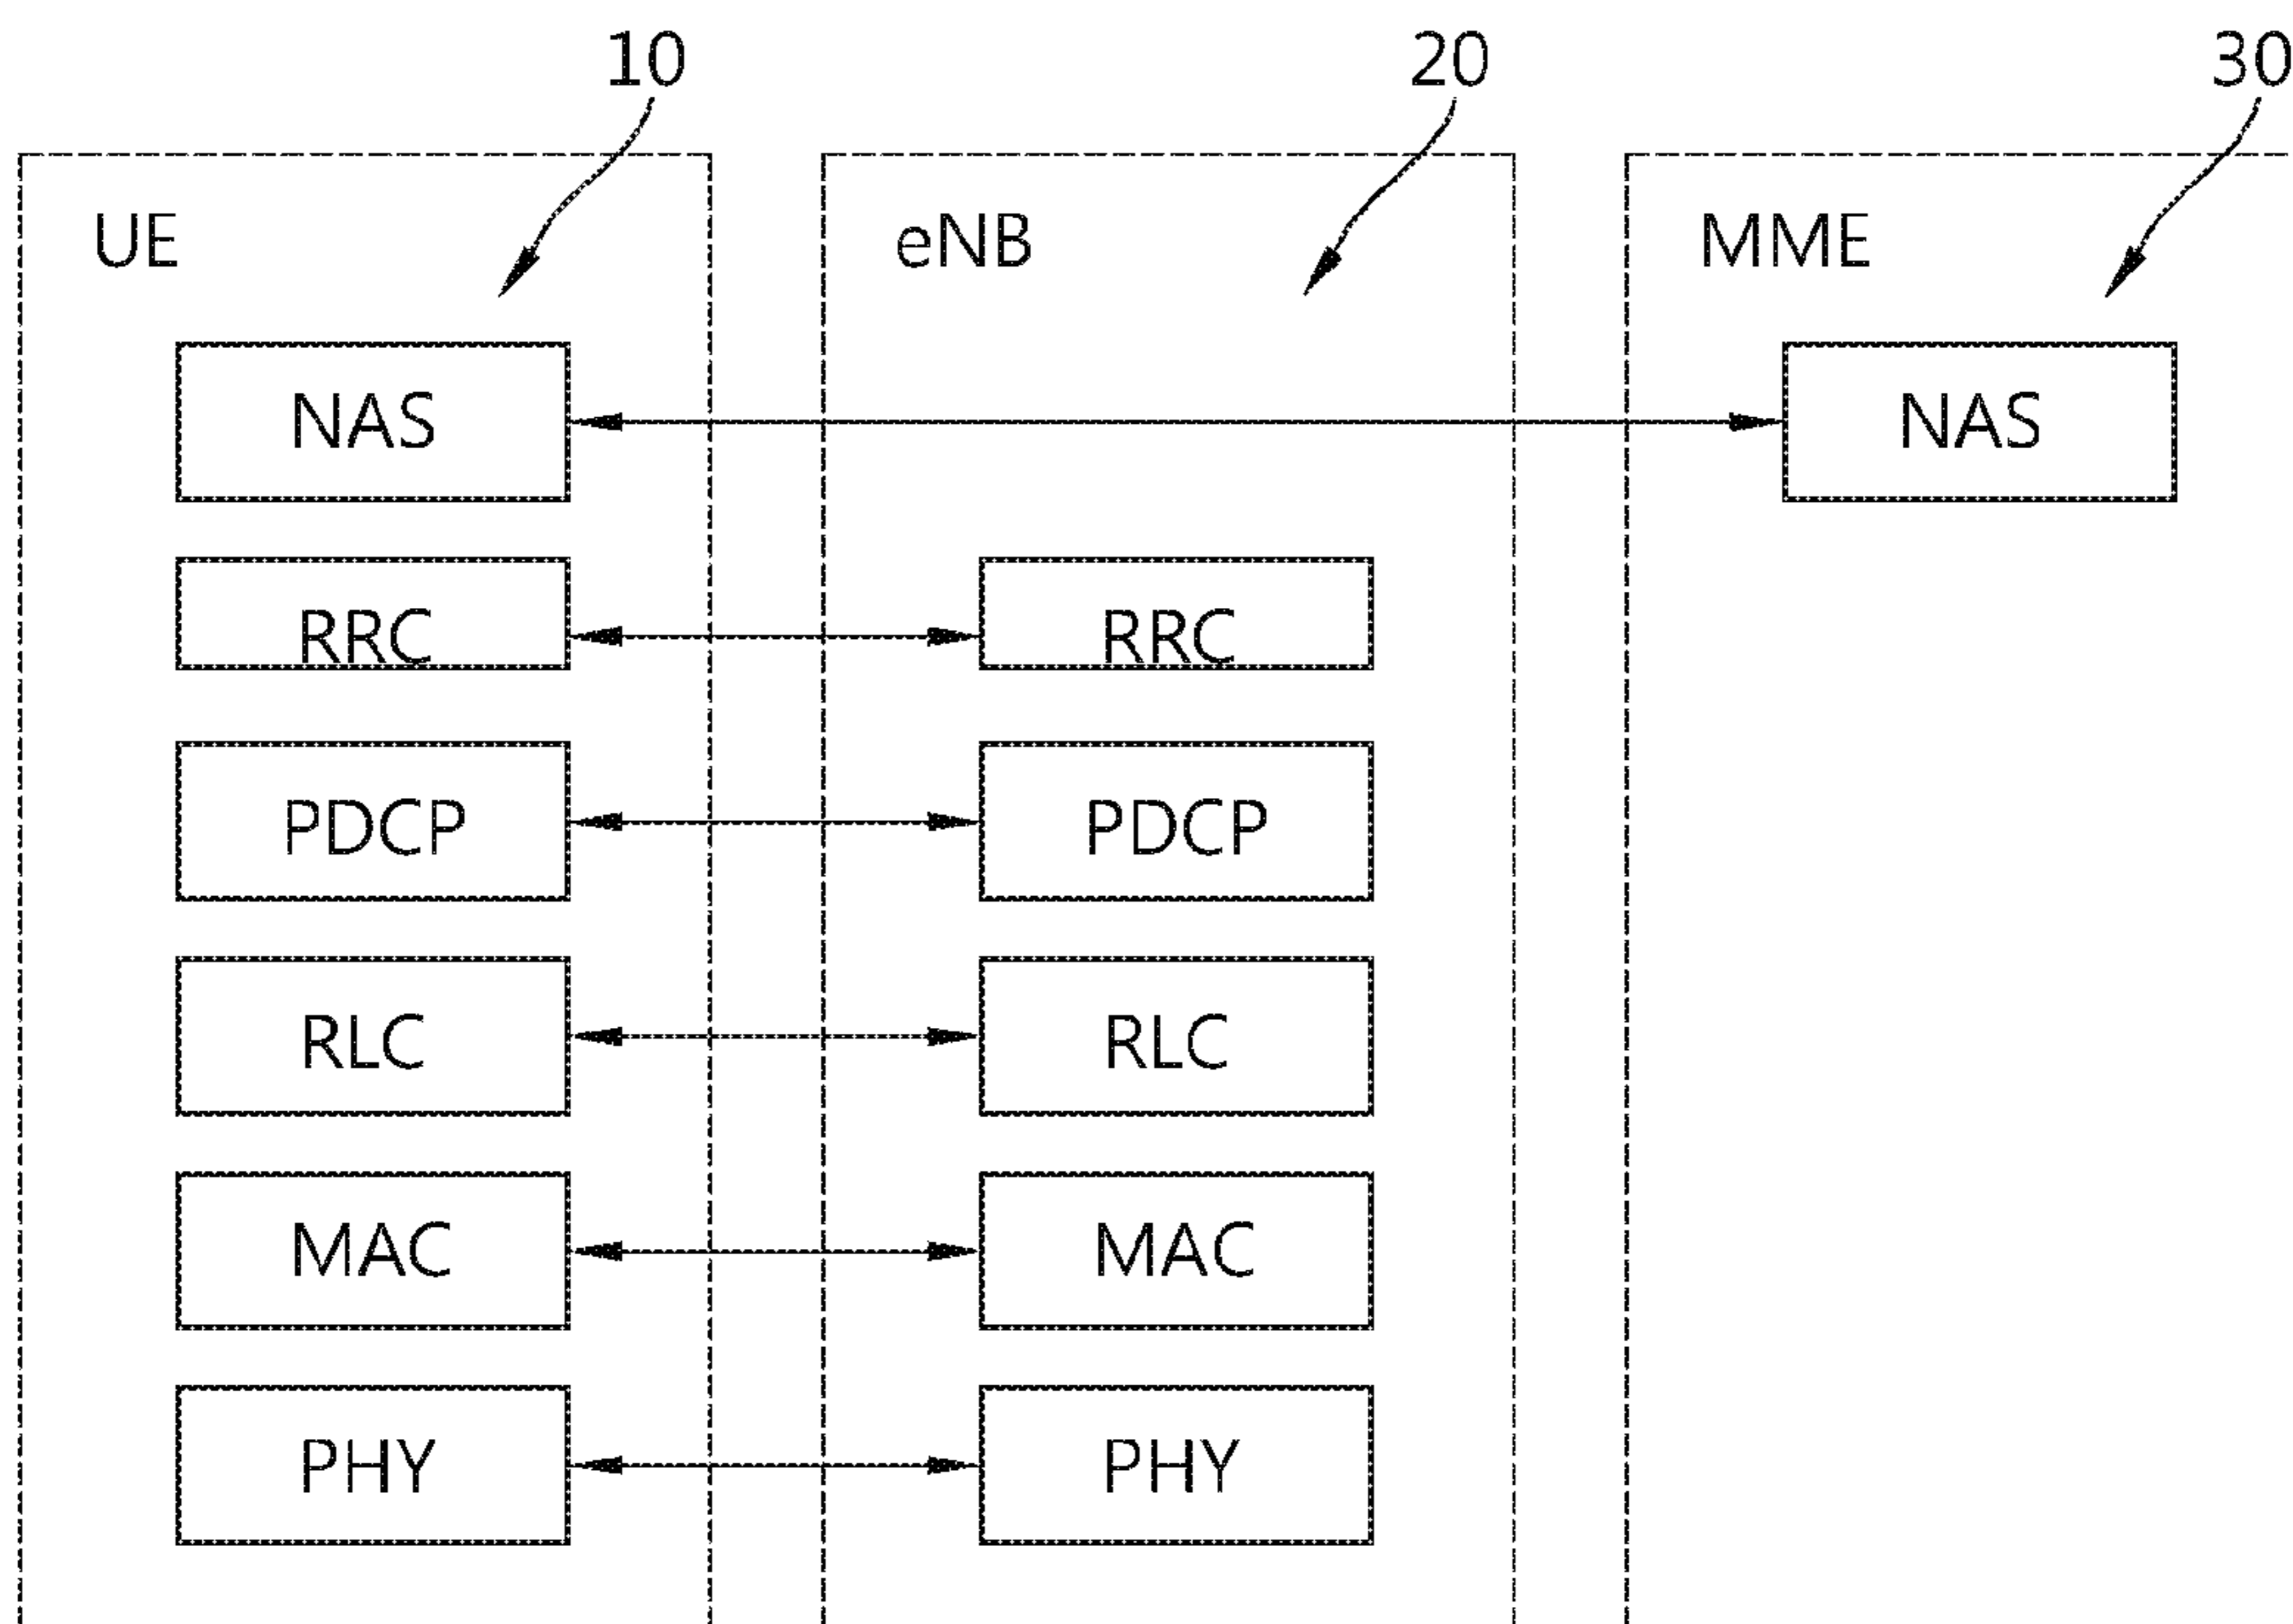 10 20 30
UE eNB MME
NAS NAS
RRC RRC
PDCP PDCP
RLC RLC
MAC MAC
PHY PHY